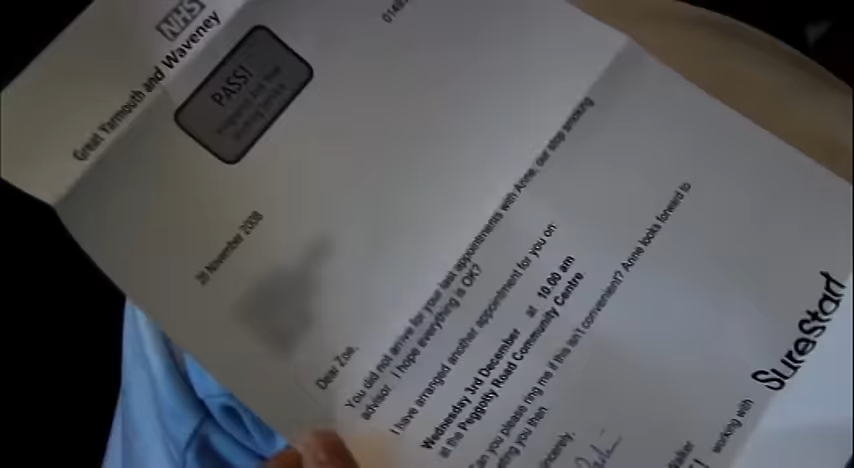 NHS
Great Yarmouth and Waveney
PASS!
26 November 2008
Dear Zoe,
You did not arrive for your last appointments with Anne, our stop smoking
advisor. I hope everything is OK?
I have arranged another appointment for you on
Wednesday 3rd December at 10.00 am
at the Peggotty Road Community Centre
Can you please ring me if this isn't convenient? Anne looks forward to
you then
working with
SureStart